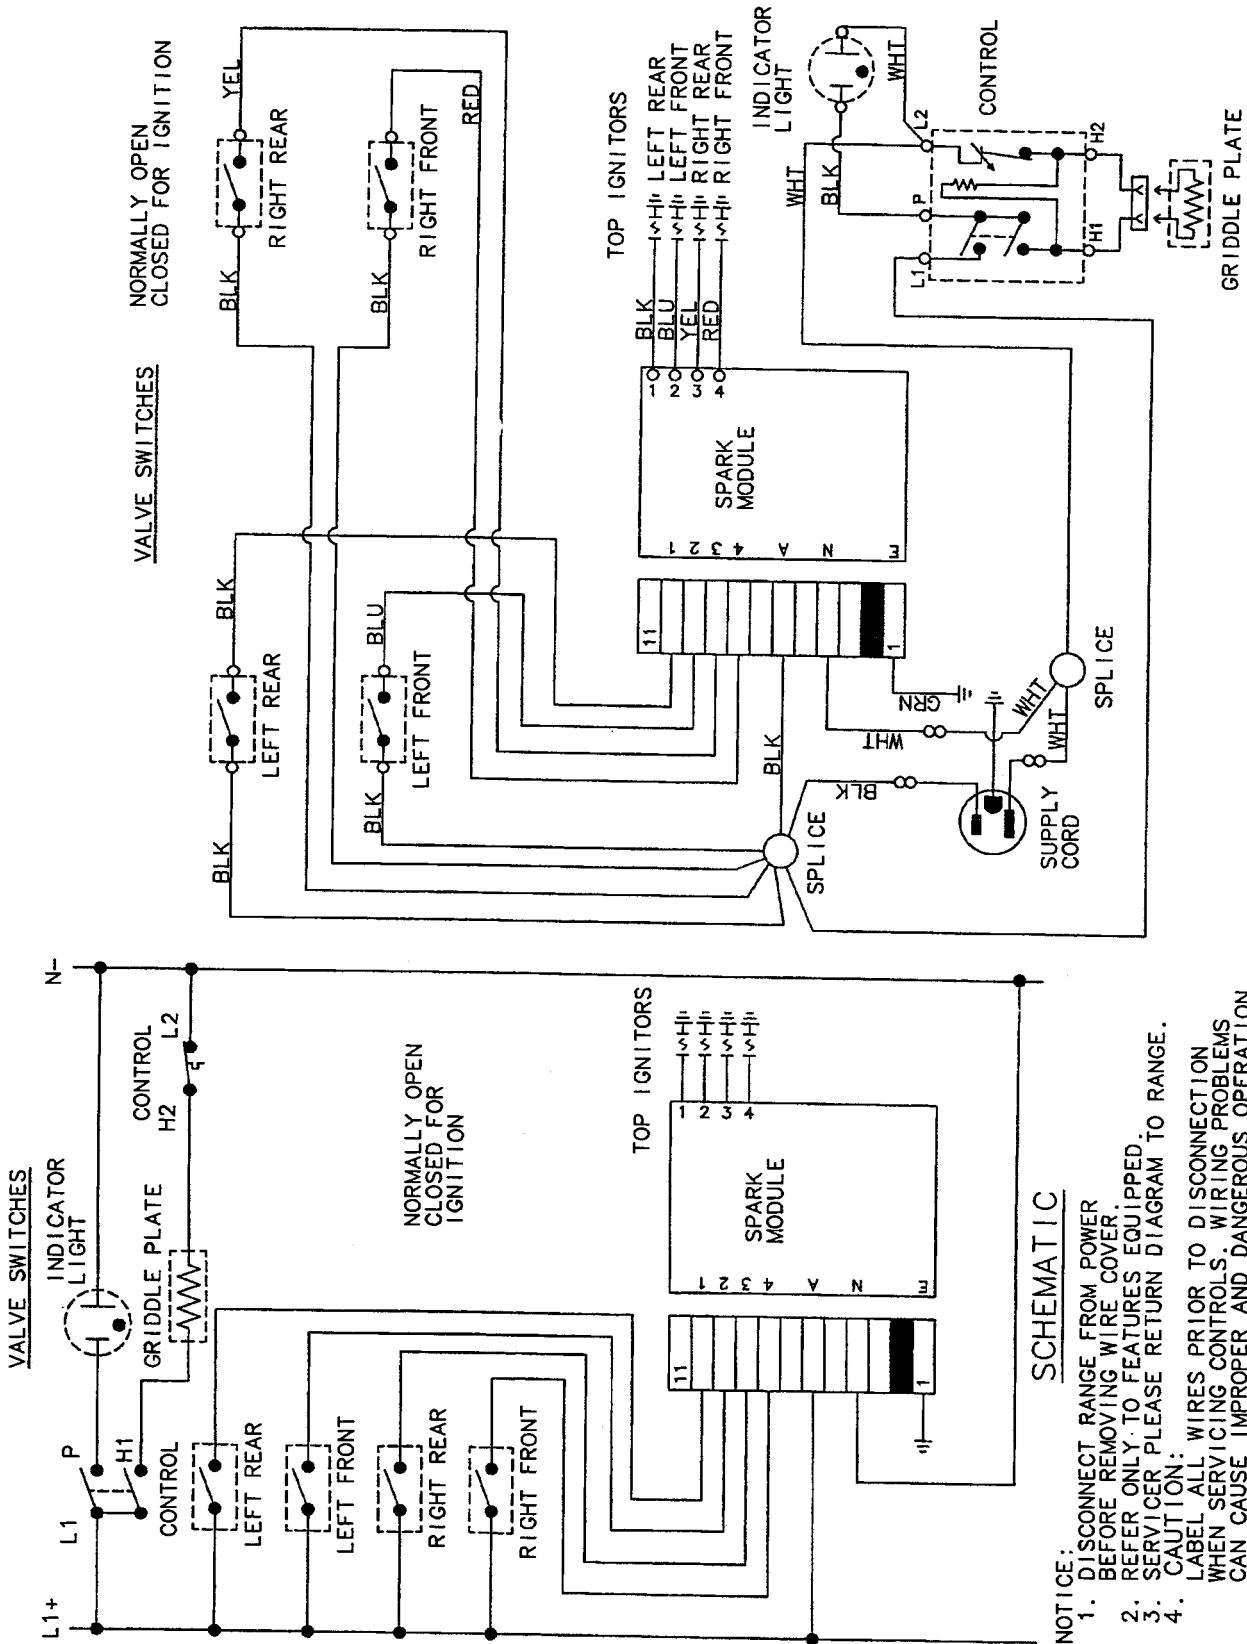 VALVE SWITCHES
NORMALLY OPEN
CLOSED FOR IGNITION
BLK
BLK
LEFT REAR
BLK
YEL
RIGHT REAR
BLK
BLU
LEFT FRONT
BLK
RIGHT FRONT
RED
TOP IGNITORS
BLK
LEFT REAR
BLU
LEFT FRONT
YEL
RIGHT REAR
RED
RIGHT FRONT
1
2
3
4
SPARK
MODULE
1
2
3
4
A
N
E
11
1
BLK
SPLICE
BLK
WHT
GRN
WHT
WHT
SUPPLY
CORD
SPLICE
INDICATOR
LIGHT
WHT
BLK
WHT
L1
P
L2
CONTROL
H1
H2
GRIDDLE PLATE
VALVE SWITCHES
L1+
N-
L1
P
INDICATOR
LIGHT
H1
CONTROL
GRIDDLE PLATE
CONTROL
H2
L2
LEFT REAR
LEFT FRONT
RIGHT REAR
RIGHT FRONT
NORMALLY OPEN
CLOSED FOR
IGNITION
TOP IGNITORS
1
2
3
4
SPARK
MODULE
1
2
3
4
A
N
E
11
1
SCHEMATIC
NOTICE:
1. DISCONNECT RANGE FROM POWER
BEFORE REMOVING WIRE COVER.
2. REFER ONLY TO FEATURES EQUIPPED.
3. SERVICER PLEASE RETURN DIAGRAM TO RANGE.
4. CAUTION:
LABEL ALL WIRES PRIOR TO DISCONNECTION
WHEN SERVICING CONTROLS. WIRING PROBLEMS
CAN CAUSE IMPROPER AND DANGEROUS OPERATION